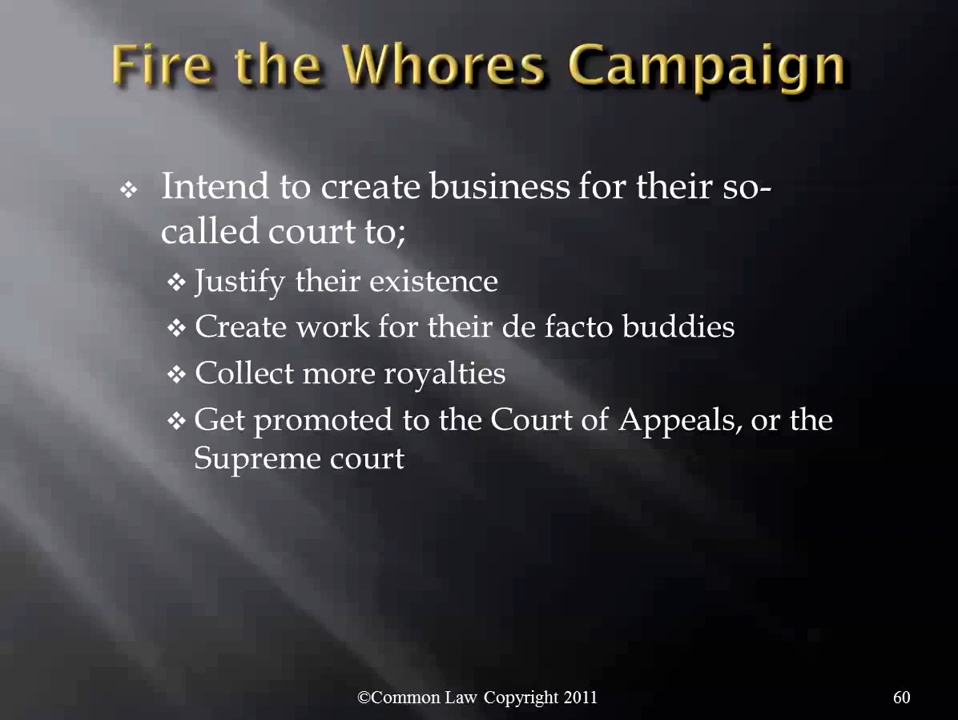 Fire the Whores Campaign
❖ Intend to create business for their so-
called court to;
❖ Justify their existence
❖ Create work for their de facto buddies
❖ Collect more royalties
❖ Get promoted to the Court of Appeals, or the
Supreme court
©Common Law Copyright 2011
60